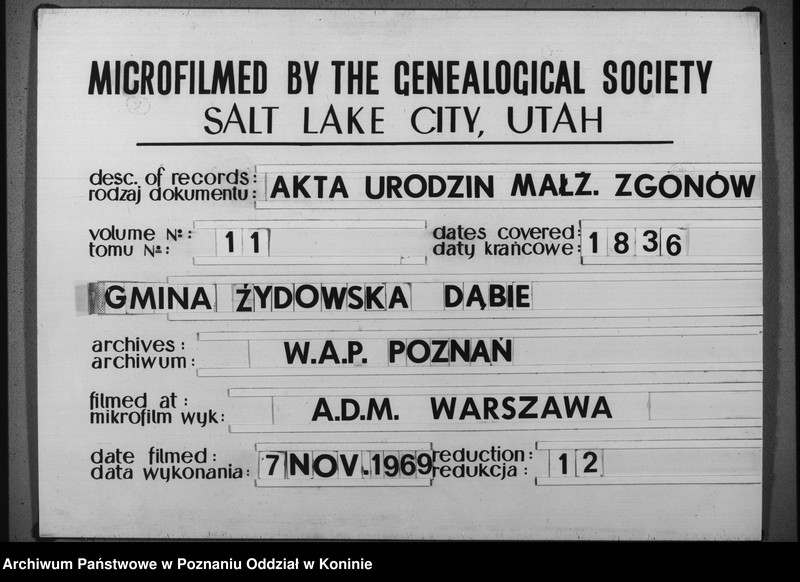 MICROFILMED BY THE GENEALOGICAL SOCIETY
SALT LAKE CITY, UTAH
desc. of records:
rodzaj dokumentu: AKTA URODZIN MAŁŻ. ZGONÓW
volume №: 
tomu №: 11
dates covered:
daty krańcowe: 1836
GMINA ŻYDOWSKA DĄBIE
archives:
archiwum: W.A.P. POZNAŃ
filmed at:
mikrofilm wyk: A.D.M. WARSZAWA
date filmed:
data wykonania: 7 NOV. 1969
reduction:
redukcja: 12
Archiwum Państwowe w Poznaniu Oddział w Koninie